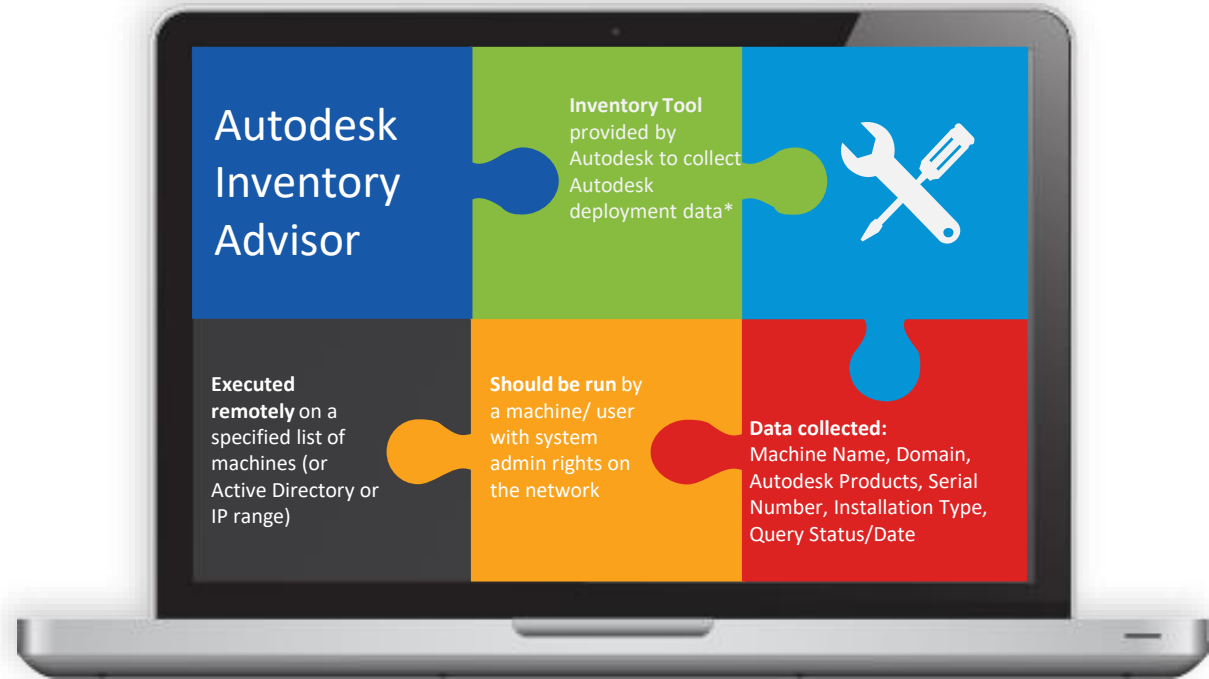 Autodesk
Inventory
Advisor
Inventory Tool
provided by
Autodesk to collect
Autodesk
deployment data*
Executed
remotely on a
specified list of
machines (or
Active Directory or
IP range)
Should be run by
a machine/ user
with system
admin rights on
the network
Data collected:
Machine Name, Domain,
Autodesk Products, Serial
Number, Installation Type,
Query Status/Date